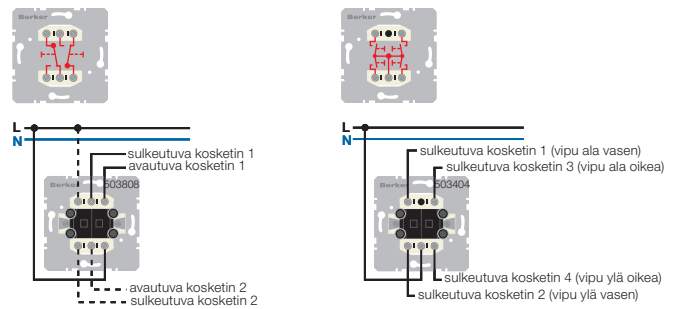 Berker
Berker
L
N
sulkeutuva kosketin 1
avautuva kosketin 1
Berker
503808
avautuva kosketin 2
sulkeutuva kosketin 2
L
N
sulkeutuva kosketin 1 (vipu ala vasen)
sulkeutuva kosketin 3 (vipu ala oikea)
Berker
503404
sulkeutuva kosketin 4 (vipu ylä oikea)
sulkeutuva kosketin 2 (vipu ylä vasen)